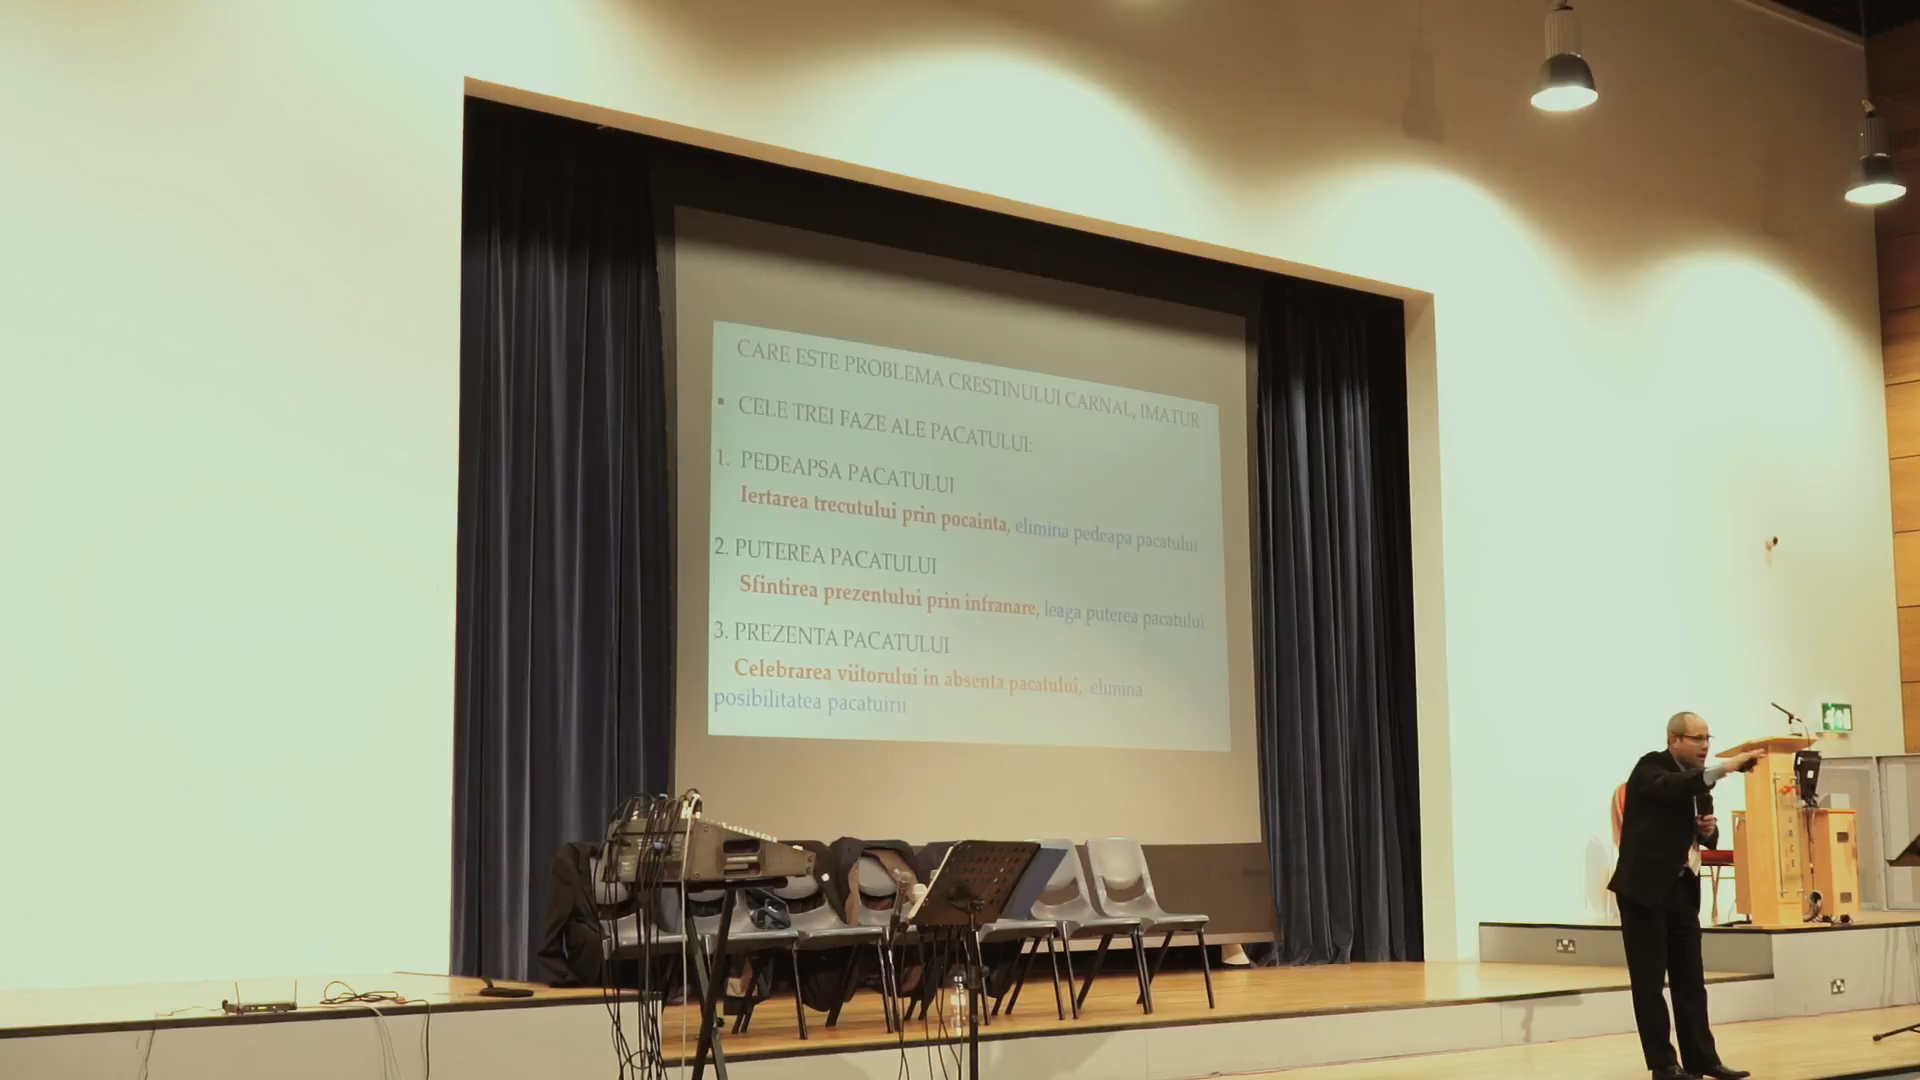 CARE ESTE PROBLEMA CRESTINULUI CARNAL, IMATUR
▪ CELE TREI FAZE ALE PACATULUI:
1. PEDEAPSA PACATULUI
Iertarea trecutului prin pocainta, elimina pedeapa pacatului
2. PUTEREA PACATULUI
Sfintirea prezentului prin infranare, leaga puterea pacatului
3. PREZENTA PACATULUI
Celebrarea viitorului in absenta pacatului, elimina
posibilitatea pacatuirii